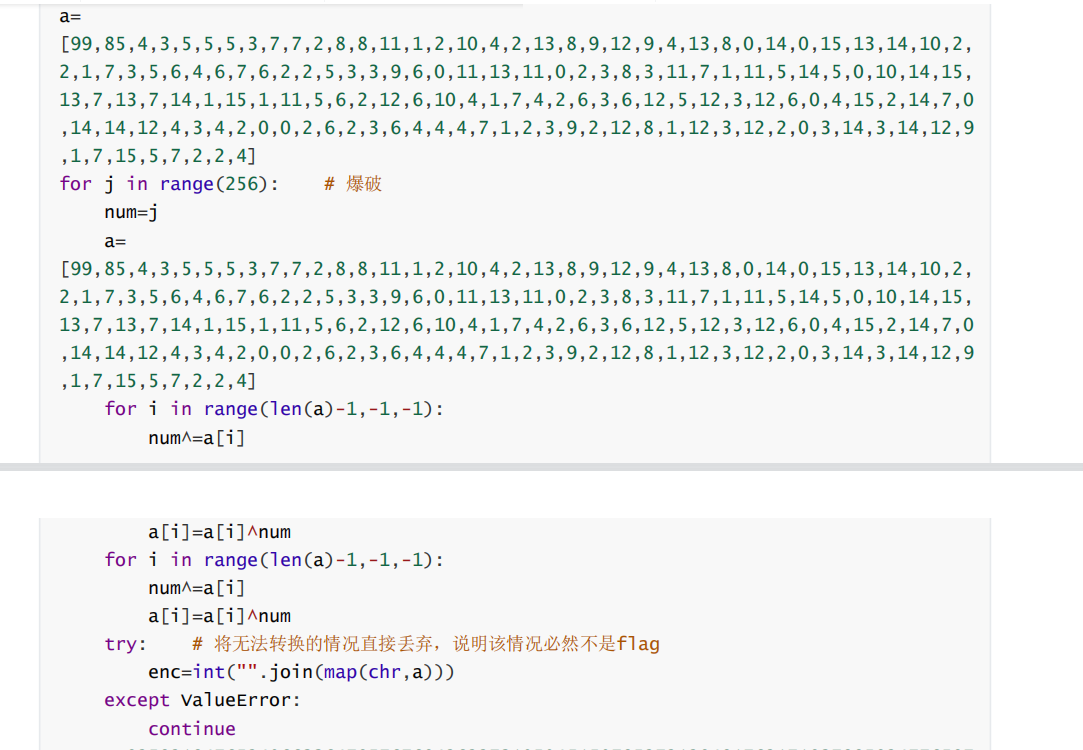 a=
[99,85,4,3,5,5,5,3,7,7,2,8,8,11,1,2,10,4,2,13,8,9,12,9,4,13,8,0,14,0,15,13,14,10,2,
2,1,7,3,5,6,4,6,7,6,2,2,5,3,3,9,6,0,11,13,11,0,2,3,8,3,11,7,1,11,5,14,5,0,10,14,15,
13,7,13,7,14,1,15,1,11,5,6,2,12,6,10,4,1,7,4,2,6,3,6,12,5,12,3,12,6,0,4,15,2,14,7,0
,14,14,12,4,3,4,2,0,0,2,6,2,3,6,4,4,4,7,1,2,3,9,2,12,8,1,12,3,12,2,0,3,14,3,14,12,9
,1,7,15,5,7,2,2,4]
for j in range(256):    # 爆破
    num=j
    a=
[99,85,4,3,5,5,5,3,7,7,2,8,8,11,1,2,10,4,2,13,8,9,12,9,4,13,8,0,14,0,15,13,14,10,2,
2,1,7,3,5,6,4,6,7,6,2,2,5,3,3,9,6,0,11,13,11,0,2,3,8,3,11,7,1,11,5,14,5,0,10,14,15,
13,7,13,7,14,1,15,1,11,5,6,2,12,6,10,4,1,7,4,2,6,3,6,12,5,12,3,12,6,0,4,15,2,14,7,0
,14,14,12,4,3,4,2,0,0,2,6,2,3,6,4,4,4,7,1,2,3,9,2,12,8,1,12,3,12,2,0,3,14,3,14,12,9
,1,7,15,5,7,2,2,4]
    for i in range(len(a)-1,-1,-1):
        num^=a[i]
        a[i]=a[i]^num
    for i in range(len(a)-1,-1,-1):
        num^=a[i]
        a[i]=a[i]^num
    try:    # 将无法转换的情况直接丢弃，说明该情况必然不是flag
        enc=int("".join(map(chr,a)))
    except ValueError:
        continue